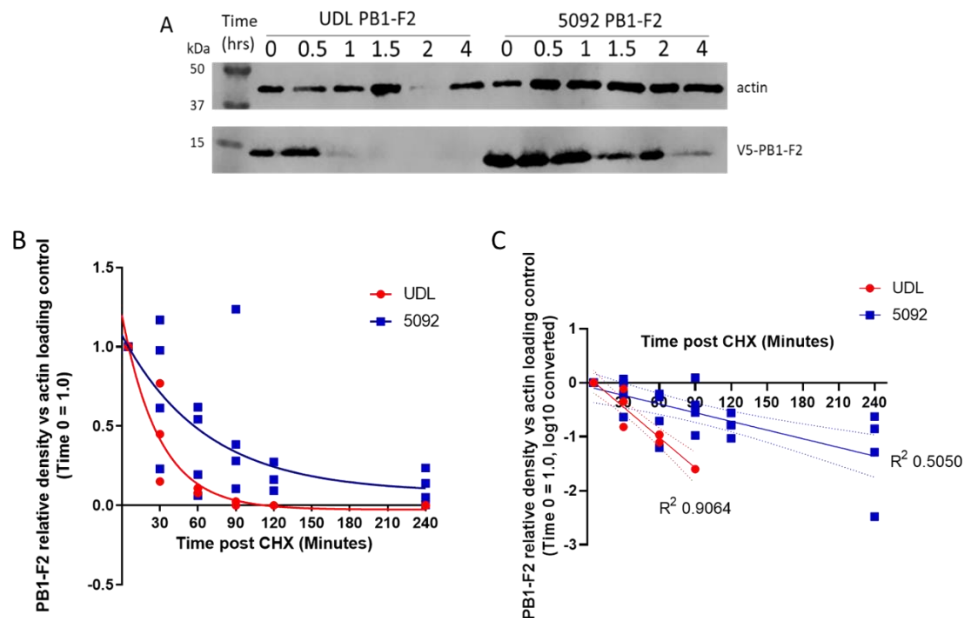 A
Time
(hrs)
UDL PB1-F2
5092 PB1-F2
kDa
0 0.5 1 1.5 2 4 0 0.5 1 1.5 2 4
50
37
actin
15
V5-PB1-F2
B
PB1-F2 relative density vs actin loading control
(Time 0 = 1.0)
1.5
1.0
0.5
0.0
-0.5
30 60 90 120 150 180 210 240
Time post CHX (Minutes)
UDL
5092
C
PB1-F2 relative density vs actin loading control
(Time 0 = 1.0, log10 converted)
UDL
5092
Time post CHX (Minutes)
1
0
-1
-2
-3
30 60 90 120 150 180 210 240
R² 0.5050
R² 0.9064